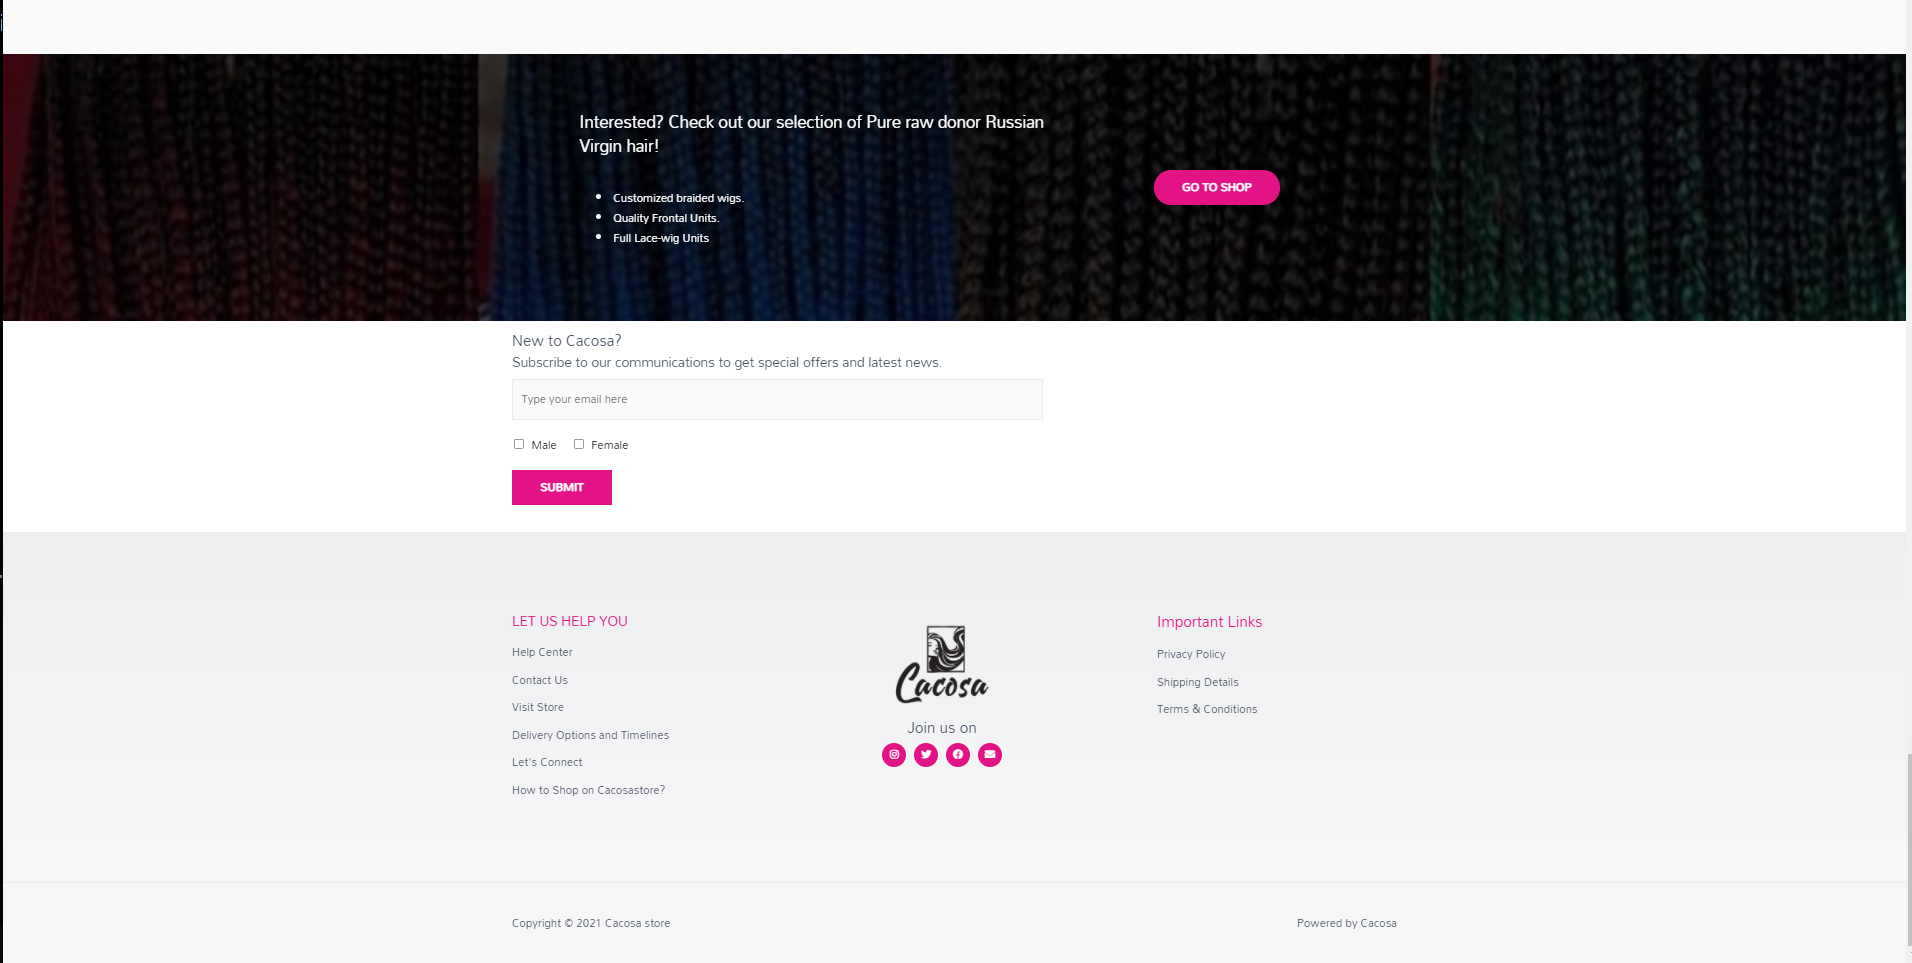 Interested? Check out our selection of Pure raw donor Russian
Virgin hair!
Customized braided wigs.
Quality Frontal Units.
Full Lace-wig Units
GO TO SHOP
New to Cacosa?
Subscribe to our communications to get special offers and latest news.
Type your email here
Male Female
SUBMIT
LET US HELP YOU
Help Center
Contact Us
Visit Store
Delivery Options and Timelines
Let's Connect
How to Shop on Cacosastore?
Cacosa
Join us on
Important Links
Privacy Policy
Shipping Details
Terms & Conditions
Copyright © 2021 Cacosa store
Powered by Cacosa